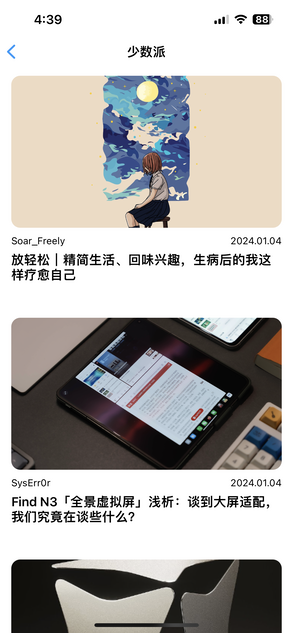 4:39
88
少数派
Soar_Freely
2024.01.04
放轻松｜精简生活、回味兴趣，生病后的我这
样疗愈自己
SysErr0r
2024.01.04
Find N3「全景虚拟屏」浅析：谈到大屏适配，
我们究竟在谈些什么？